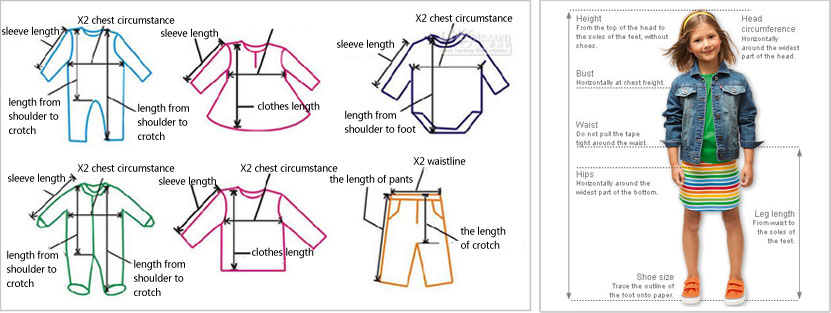 X2 chest circumstance
sleeve length
length from
shoulder to
crotch
length from
shoulder to
crotch
X2 chest circumstance
sleeve length
clothes length
X2 chest circumstance
sleeve length
length from
shoulder to foot
X2 chest circumstance
sleeve length
length from
shoulder to
crotch
length from
shoulder to
crotch
X2 chest circumstance
sleeve length
clothes length
X2 waistline
the length of pants
the length
of crotch
Height
From the top of the head to
the soles of the feet, without
shoes.
Head
circumference
Horizontally
around the widest
part of the head.
Bust
Horizontally at chest height.
Waist
Do not pull the tape
tight around the waist.
Hips
Horizontally around the
widest part of the bottom.
Leg length
From waist to
the soles of
the feet.
Shoe size
Trace the outline of
the foot onto paper.